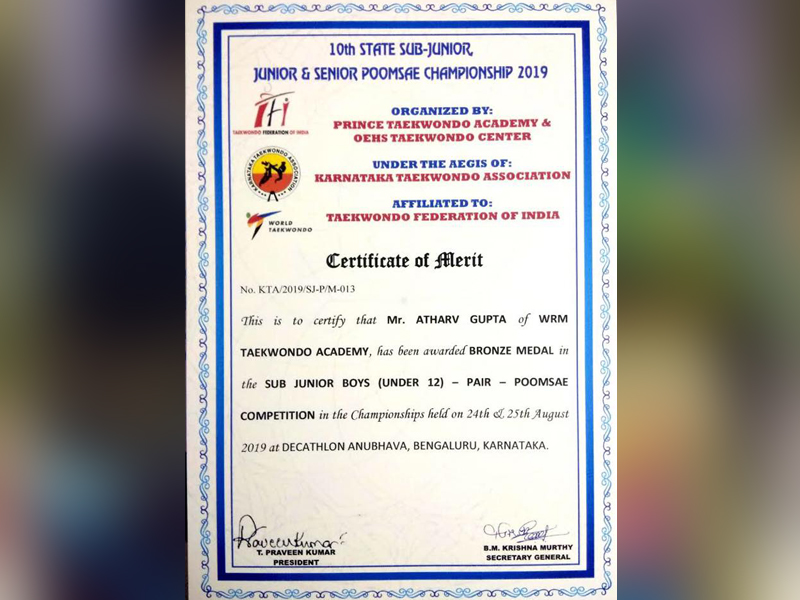 10th STATE SUB-JUNIOR,
JUNIOR & SENIOR POOMSAE CHAMPIONSHIP 2019
TAEKWONDO FEDERATION OF INDIA
ORGANIZED BY:
PRINCE TAEKWONDO ACADEMY &
OEHS TAEKWONDO CENTER
KARNATAKA TAEKWONDO ASSOCIATION
UNDER THE AEGIS OF:
KARNATAKA TAEKWONDO ASSOCIATION
AFFILIATED TO:
TAEKWONDO FEDERATION OF INDIA
WORLD
TAEKWONDO
Certificate of Merit
No. KTA/2019/SJ-P/M-013
This is to certify that Mr. ATHARV GUPTA of WRM
TAEKWONDO ACADEMY, has been awarded BRONZE MEDAL in
the SUB JUNIOR BOYS (UNDER 12) – PAIR – POOMSAE
COMPETITION in the Championships held on 24th & 25th August
2019 at DECATHLON ANUBHAVA, BENGALURU, KARNATAKA.
T. PRAVEEN KUMAR
PRESIDENT
B.M. KRISHNA MURTHY
SECRETARY GENERAL